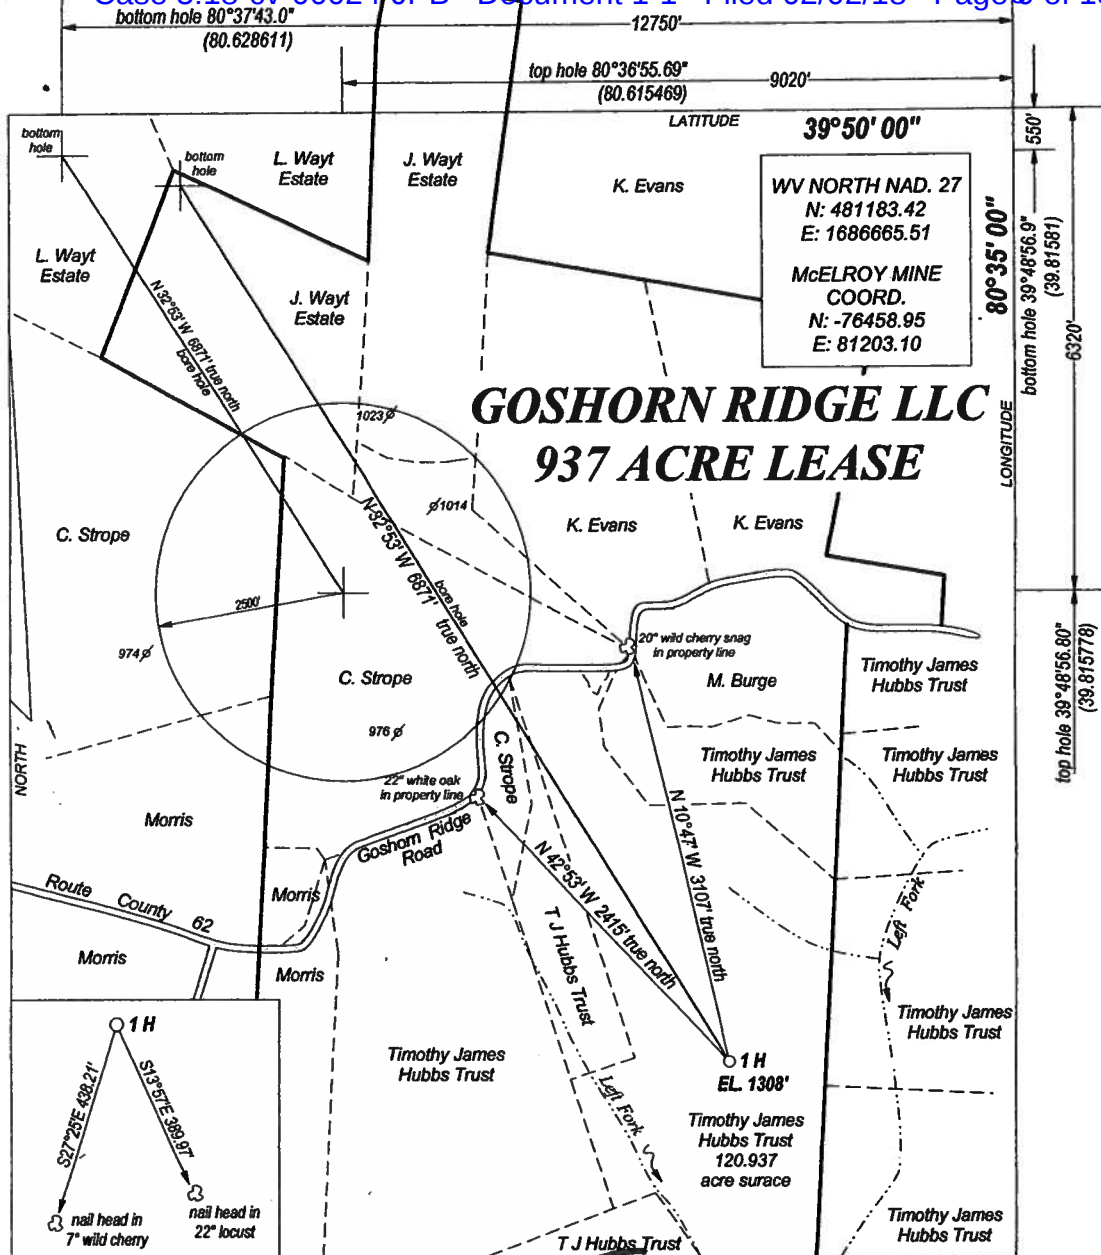 bottom hole 80°37'43.0"
(80.628611)
12750'
top hole 80°36'55.69"
(80.615469)
9020'
LATITUDE
39°50' 00"
550'
bottom
hole
bottom
hole
L. Wayt
Estate
J. Wayt
Estate
K. Evans
WV NORTH NAD. 27
N: 481183.42
E: 1686665.51
McELROY MINE
COORD.
N: -76458.95
E: 81203.10
80°35' 00"
bottom hole 39°48'56.9"
(39.81581)
6320'
L. Wayt
Estate
J. Wayt
Estate
N 32°53' W 6871' true north
bore hole
GOSHORN RIDGE LLC
937 ACRE LEASE
LONGITUDE
1023
1014
C. Strope
K. Evans
K. Evans
N 32°53' W 6871' true north
bore hole
2500'
974
20" wild cherry snag
in property line
C. Strope
M. Burge
Timothy James
Hubbs Trust
top hole 39°48'56.80"
(39.815778)
976
NORTH
C. Strope
Timothy James
Hubbs Trust
Timothy James
Hubbs Trust
22" white oak
in property line
Morris
Goshorn Ridge
Road
N 10°47' W 3107' true north
N 42°53' W 2415' true north
Route County 62
Morris
Left Fork
T J Hubbs Trust
Morris
Morris
1 H
S27°25'E 438.21'
S13°57'E 389.97'
nail head in
7" wild cherry
nail head in
22" locust
Timothy James
Hubbs Trust
1 H
EL. 1308'
Timothy James
Hubbs Trust
Left Fork
Timothy James
Hubbs Trust
120.937
acre surace
Timothy James
Hubbs Trust
T J Hubbs Trust